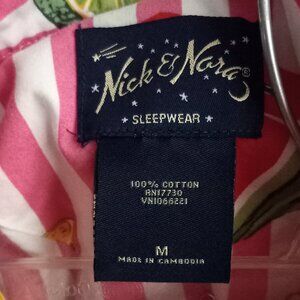 Nick & Nora®
SLEEPWEAR
100% COTTON
RN17730
VN1066221
M
MADE IN CAMBODIA